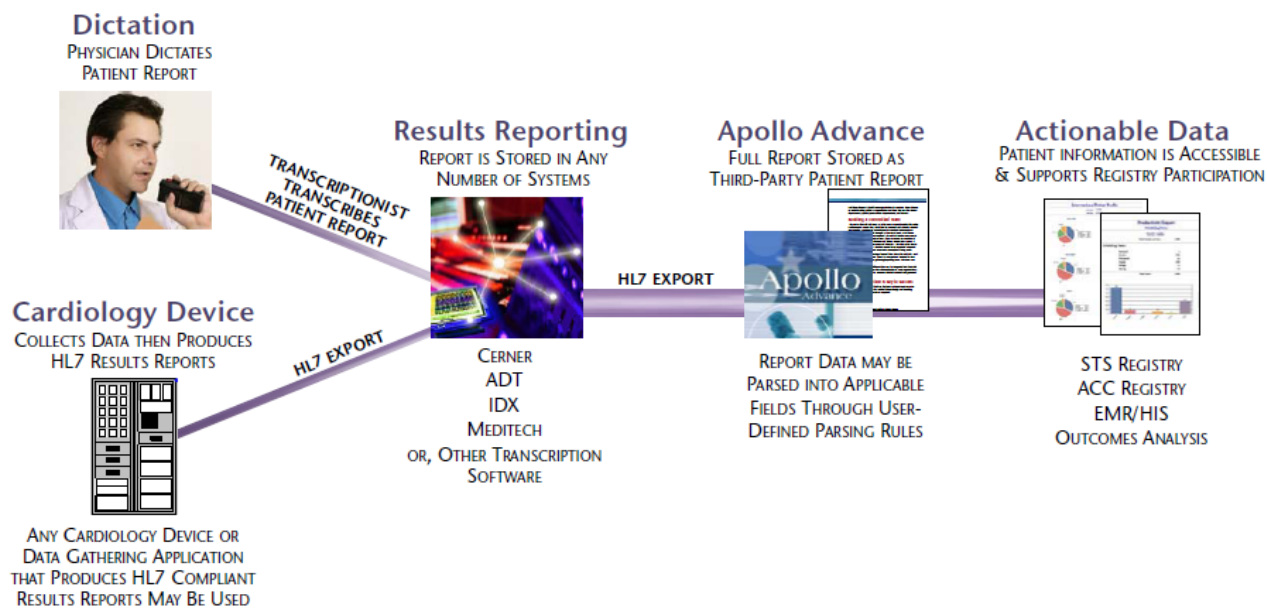 Dictation
Physician Dictates
Patient Report
Transcriptionist
Transcribes
Patient Report
Cardiology Device
Collects Data then Produces
HL7 Results Reports
HL7 Export
Any Cardiology Device or
Data Gathering Application
that Produces HL7 Compliant
Results Reports May Be Used
Results Reporting
Report is Stored in Any
Number of Systems
Cerner
ADT
IDX
Meditech
or, Other Transcription
Software
HL7 Export
Apollo Advance
Full Report Stored as
Third-Party Patient Report
Apollo
Advance
Report Data may be
Parsed into Applicable
Fields Through User-
Defined Parsing Rules
Actionable Data
Patient information is Accessible
& Supports Registry Participation
STS Registry
ACC Registry
EMR/HIS
Outcomes Analysis